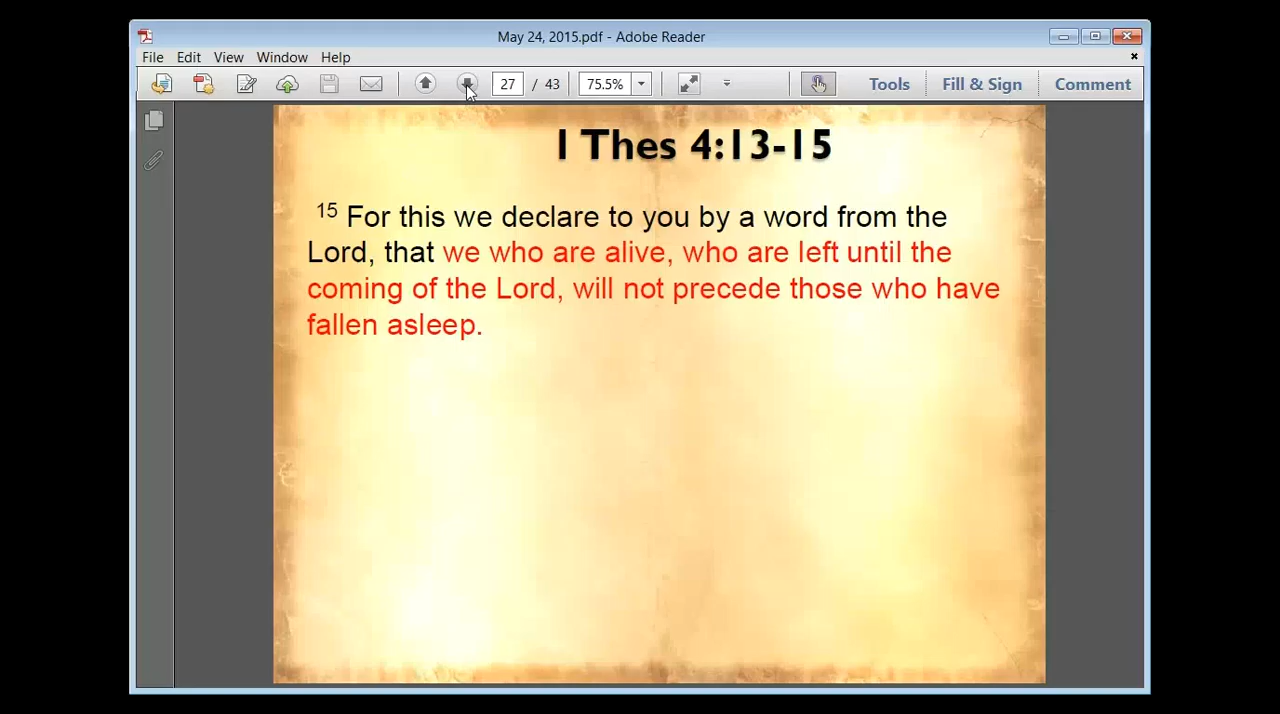 May 24, 2015.pdf - Adobe Reader
File Edit View Window Help
27 / 43 75.5% Tools Fill & Sign Comment
I Thes 4:13-15
15 For this we declare to you by a word from the
Lord, that we who are alive, who are left until the
coming of the Lord, will not precede those who have
fallen asleep.